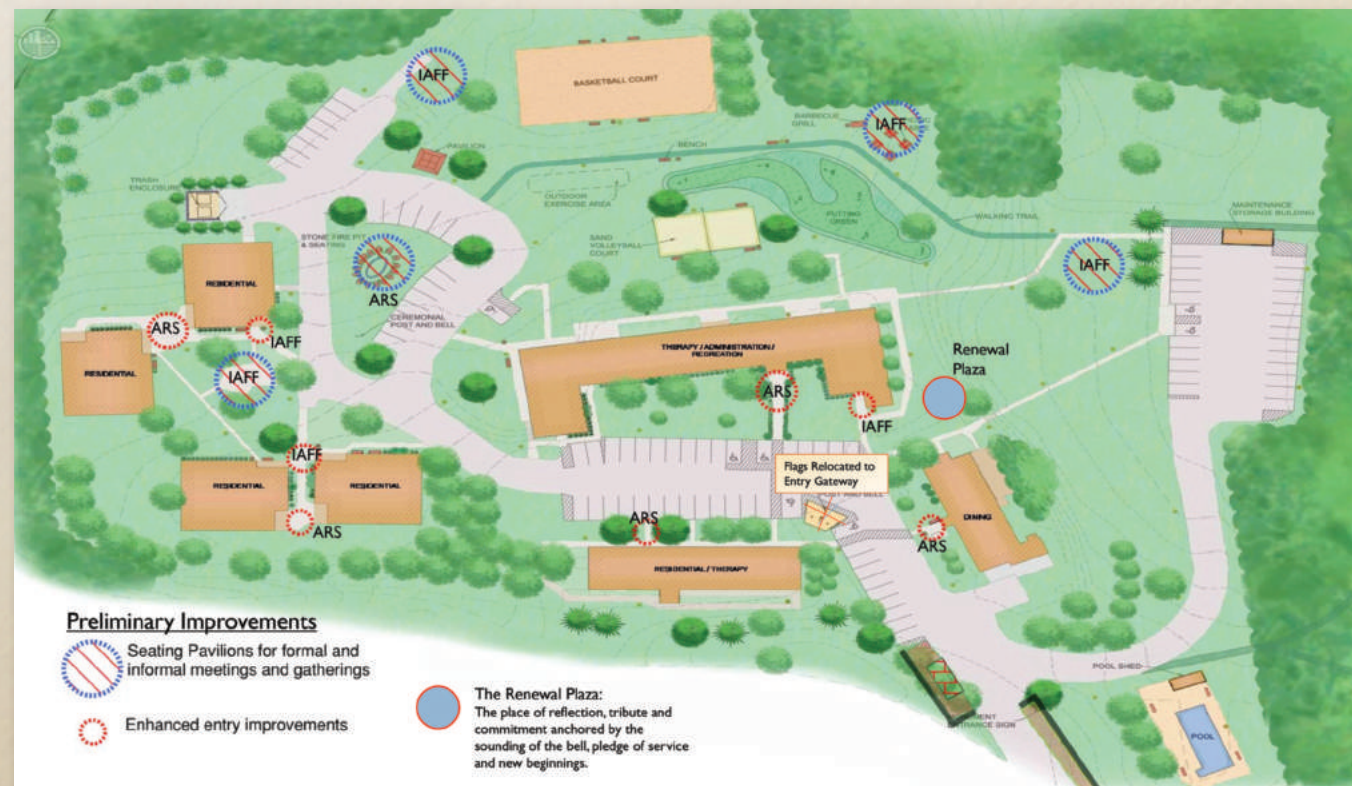 IAFF
BASKETBALL COURT
BARBECUE
GRILL
IAFF
PAVILION
BENCH
TRASH
ENCLOSURE
OUTDOOR
EXERCISE AREA
PUTTING
GREEN
WALKING TRAIL
MAINTENANCE
STORAGE BUILDING
STONE FIRE PIT
& SEATING
SAND
VOLLEYBALL
COURT
IAFF
RESIDENTIAL
ARS
CEREMONIAL
POST AND BELL
ARS
IAFF
THERAPY / ADMINISTRATION /
RECREATION
Renewal
Plaza
RESIDENTIAL
IAFF
ARS
IAFF
IAFF
Flags Relocated to
Entry Gateway
POST AND BELL
RESIDENTIAL
RESIDENTIAL
ARS
ARS
DINING
ARS
RESIDENTIAL / THERAPY
Preliminary Improvements
Seating Pavilions for formal and
informal meetings and gatherings
Enhanced entry improvements
The Renewal Plaza:
The place of reflection, tribute and
commitment anchored by the
sounding of the bell, pledge of service
and new beginnings.
POOL SHED
ENTRANCE SIGN
POOL